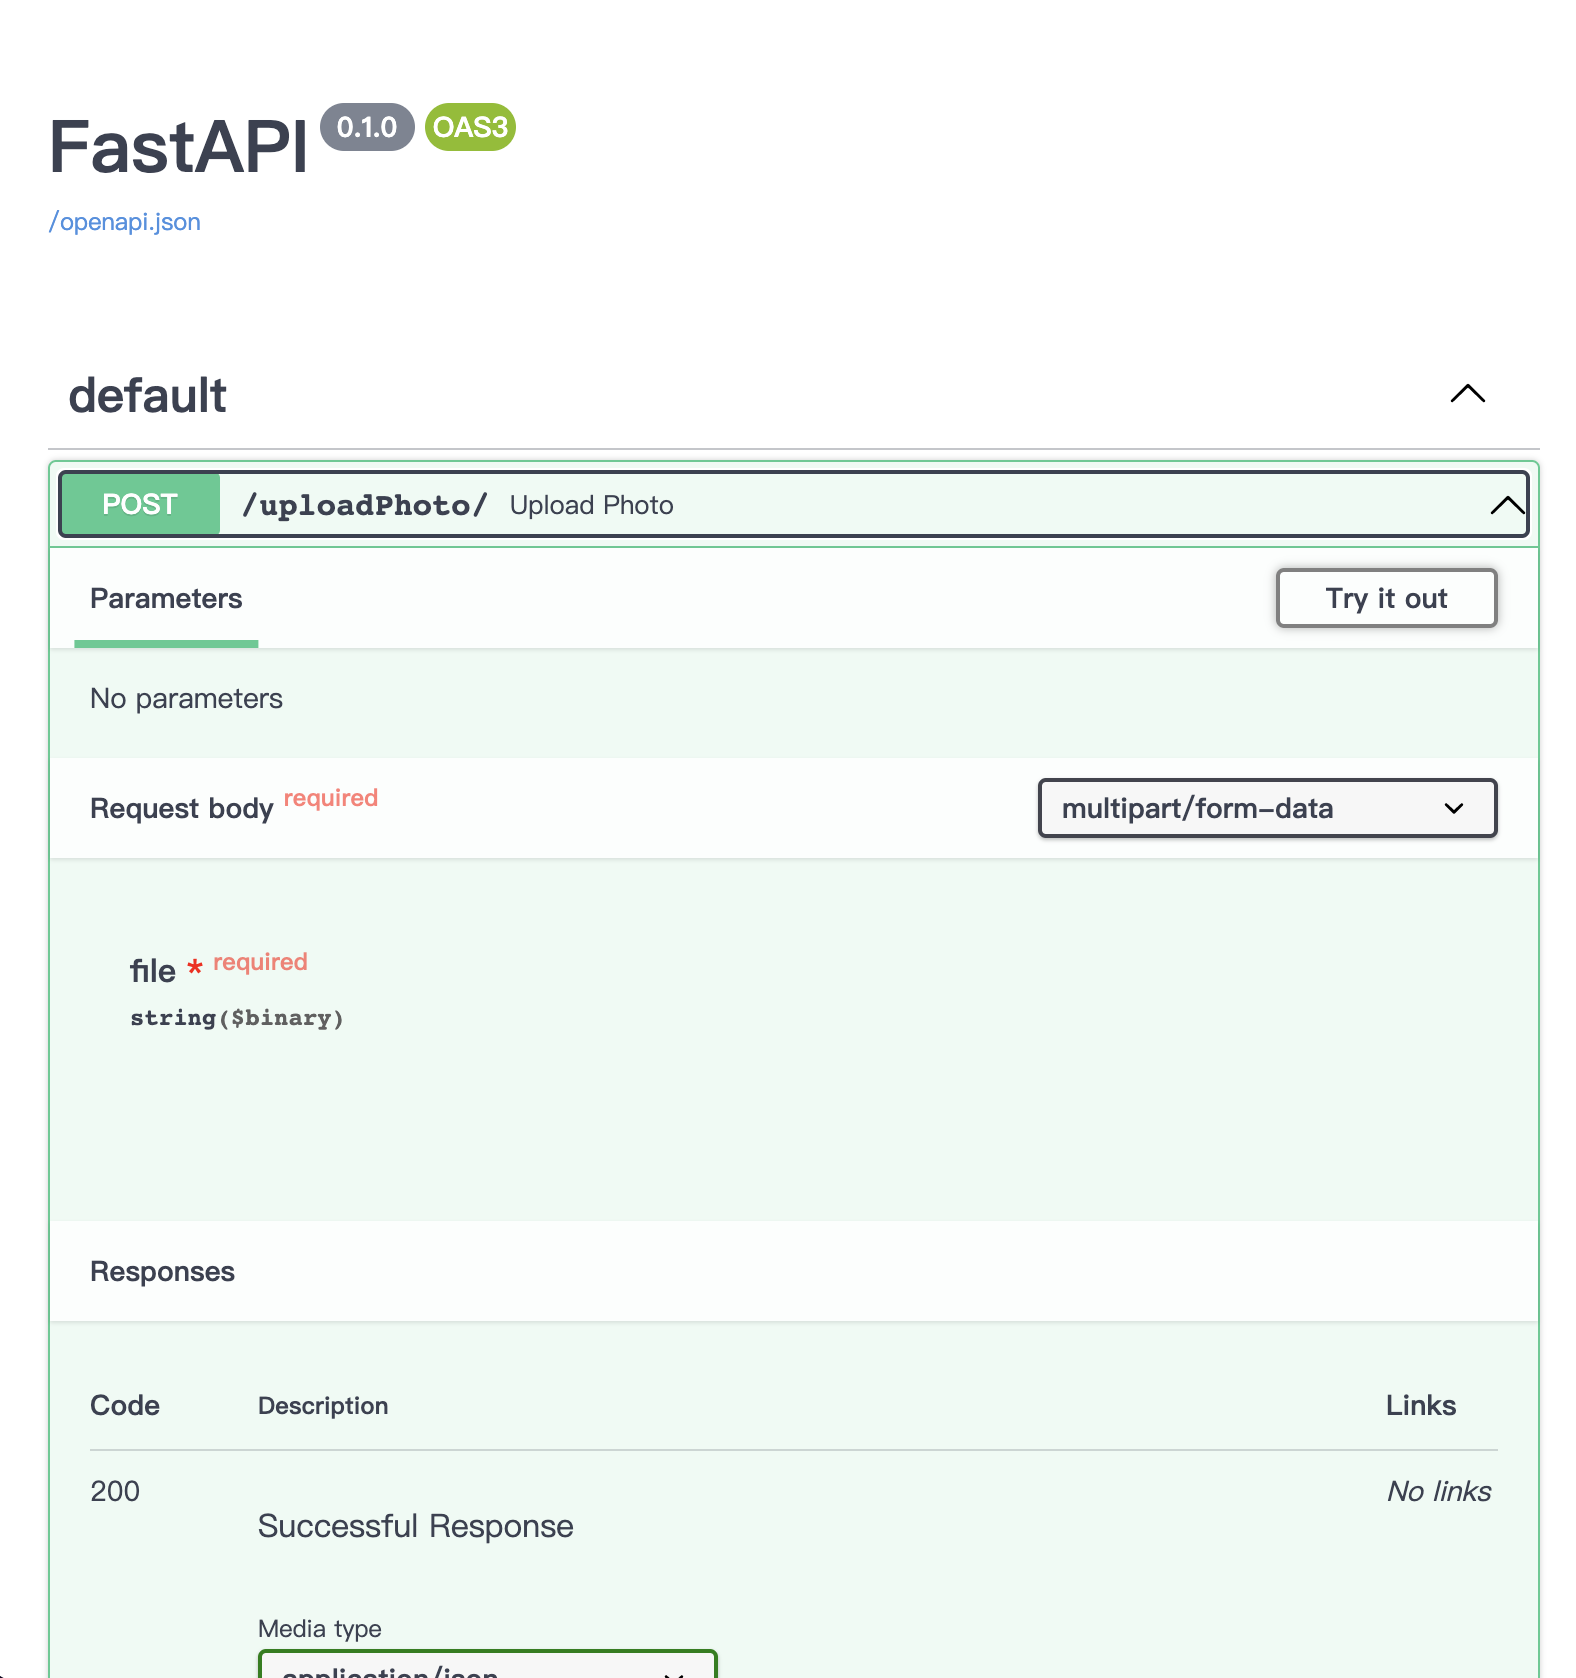 FastAPI 0.1.0 OAS3
/openapi.json
default
POST /uploadPhoto/ Upload Photo
Parameters Try it out
No parameters
Request body required multipart/form-data
file * required
string($binary)
Responses
Code Description Links
200 No links
Successful Response
Media type
application/json